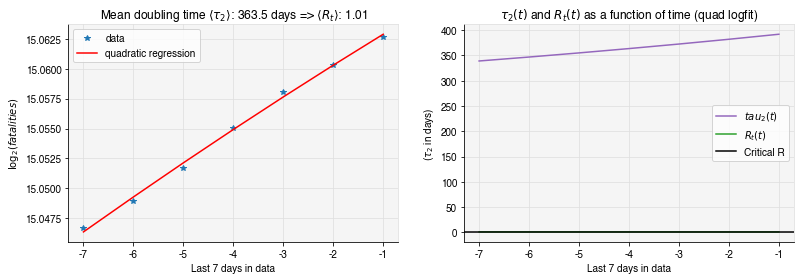 Mean doubling time ⟨τ₂⟩: 363.5 days => ⟨Rₜ⟩: 1.01
data
quadratic regression
log₂(fatalities)
15.0625
15.0600
15.0575
15.0550
15.0525
15.0500
15.0475
-7 -6 -5 -4 -3 -2 -1
Last 7 days in data
τ₂(t) and Rₜ(t) as a function of time (quad logfit)
tau₂(t)
Rₜ(t)
Critical R
(τ₂ in days)
400
350
300
250
200
150
100
50
0
-7 -6 -5 -4 -3 -2 -1
Last 7 days in data